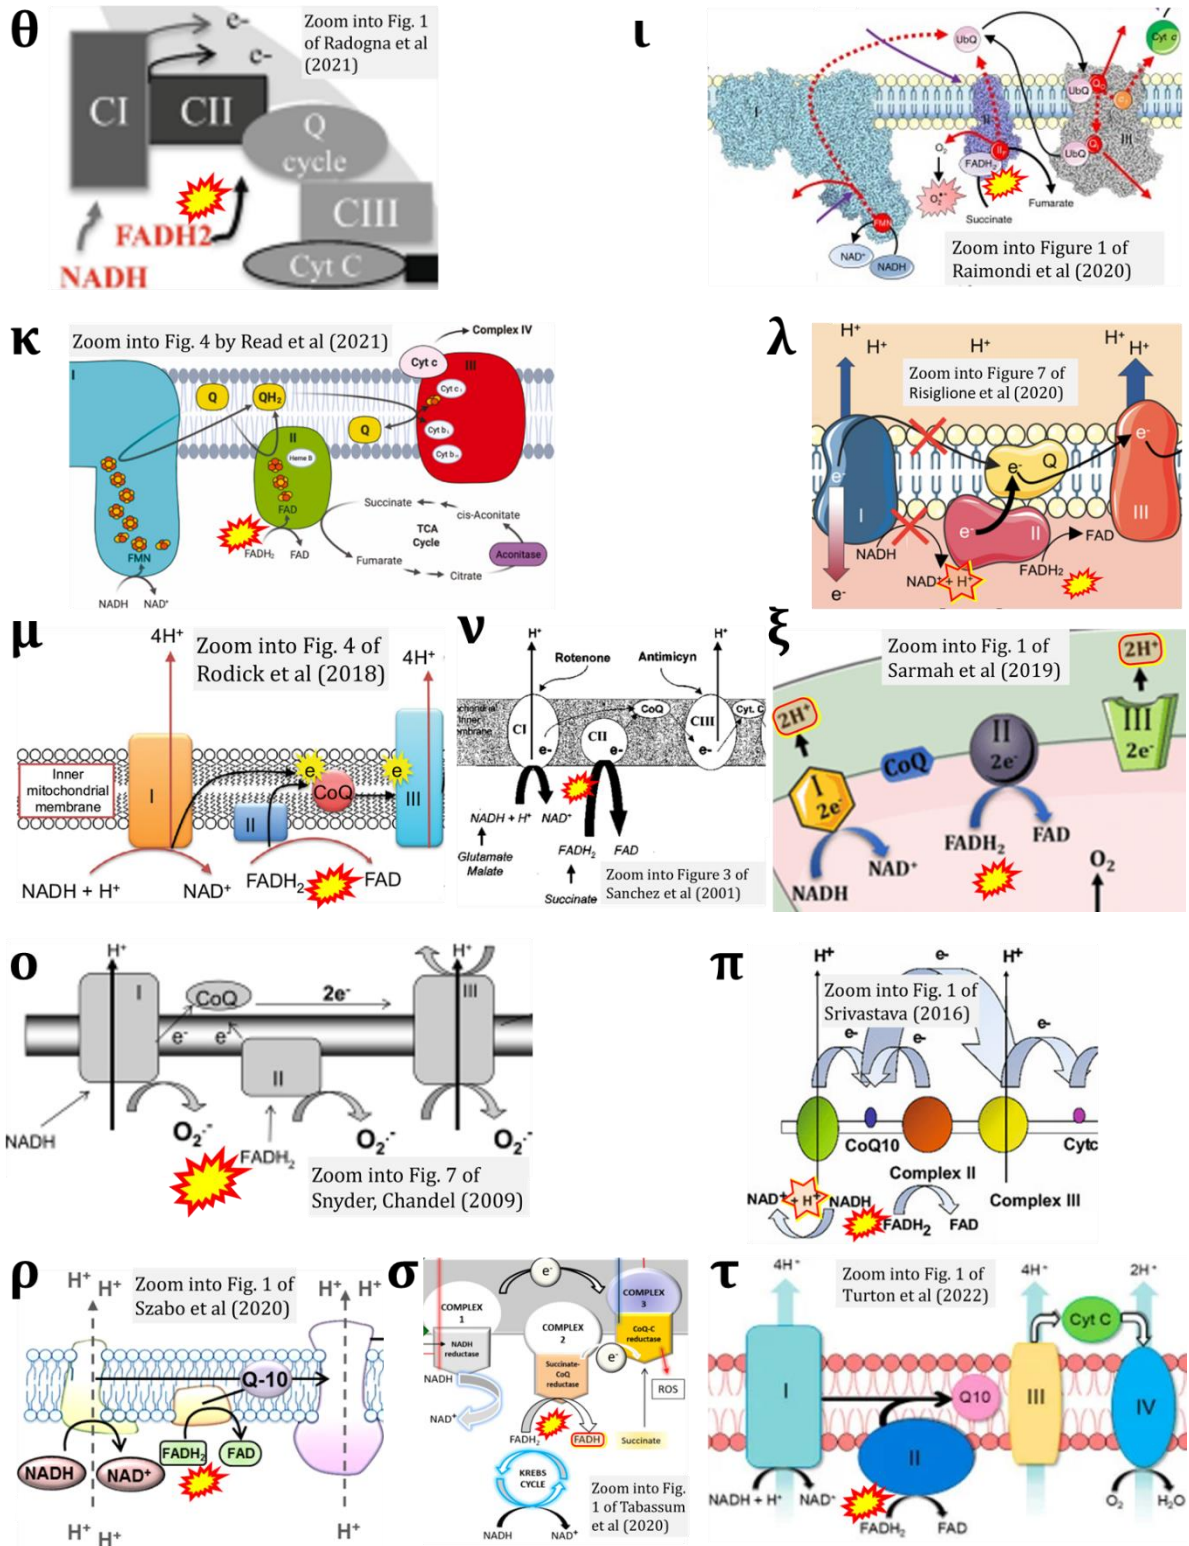 θ
Zoom into Fig. 1
of Radogna et al
(2021)
e-
e-
CI
CII
Q
cycle
CIII
FADH2
NADH
Cyt C
ι
UbQ
Cyt c
UbQ
Q
I
II
III
O₂
FADH₂
UbQ
O₂•−
Succinate
Fumarate
FMN
NAD⁺
NADH
Zoom into Figure 1 of
Raimondi et al (2020)
κ
Zoom into Fig. 4 by Read et al (2021)
Complex IV
Cyt c
I
III
Q
QH₂
Cyt c₁
Q
Cyt b
Cyt b
II
Heme B
FAD
FMN
FADH₂
FAD
Succinate
cis-Aconitate
TCA
Cycle
Aconitase
Fumarate
Citrate
NADH
NAD⁺
λ
H⁺
H⁺
H⁺
H⁺
H⁺
Zoom into Figure 7 of
Risiglione et al (2020)
e-
Q
e-
e-
I
e-
II
III
NADH
FAD
NAD⁺ + H⁺
FADH₂
e-
μ
4H⁺
Zoom into Fig. 4 of
Rodick et al (2018)
4H⁺
Inner
mitochondrial
membrane
I
e
e
CoQ
II
III
NADH + H⁺
NAD⁺
FADH₂
FAD
ν
H⁺
H⁺
Rotenone
Antimicyn
CoQ
Cyt. C
CI
CII
CIII
e-
e-
e-
NADH + H⁺
NAD⁺
Glutamate
Malate
FADH₂
FAD
Succinate
Zoom into Figure 3 of
Sanchez et al (2001)
ξ
Zoom into Fig. 1 of
Sarmah et al (2019)
2H⁺
2H⁺
I
2e⁻
CoQ
II
2e⁻
III
2e⁻
NADH
NAD⁺
FADH₂
FAD
O₂
ο
H⁺
H⁺
I
CoQ
2e⁻
III
e⁻
e⁻
II
NADH
O₂·⁻
FADH₂
O₂·⁻
O₂·⁻
Zoom into Fig. 7 of
Snyder, Chandel (2009)
π
H⁺
e-
H⁺
Zoom into Fig. 1 of
Srivastava (2016)
e-
e-
e-
CoQ10
Cytc
Complex II
Complex III
NAD⁺ + H⁺
NADH
FADH₂
FAD
ρ
H⁺
H⁺
H⁺
H⁺
H⁺
Zoom into Fig. 1 of
Szabo et al (2020)
Q-10
NADH
NAD⁺
FADH₂
FAD
H⁺
H⁺
H⁺
σ
e⁻
COMPLEX
1
COMPLEX
2
COMPLEX
3
NADH
reductase
CoQ-C
reductase
Succinate-
CoQ
reductase
e⁻
NADH
NAD⁺
ROS
FADH₂
FADH
Succinate
KREBS
CYCLE
NADH
NAD⁺
Zoom into Fig.
1 of Tabassum
et al (2020)
τ
4H⁻
Zoom into Fig. 1 of
Turton et al (2022)
4H⁻
2H⁺
Cyt C
I
Q10
III
IV
II
NADH + H⁺
NAD⁻
FADH₂
FAD
O₂
H₂O